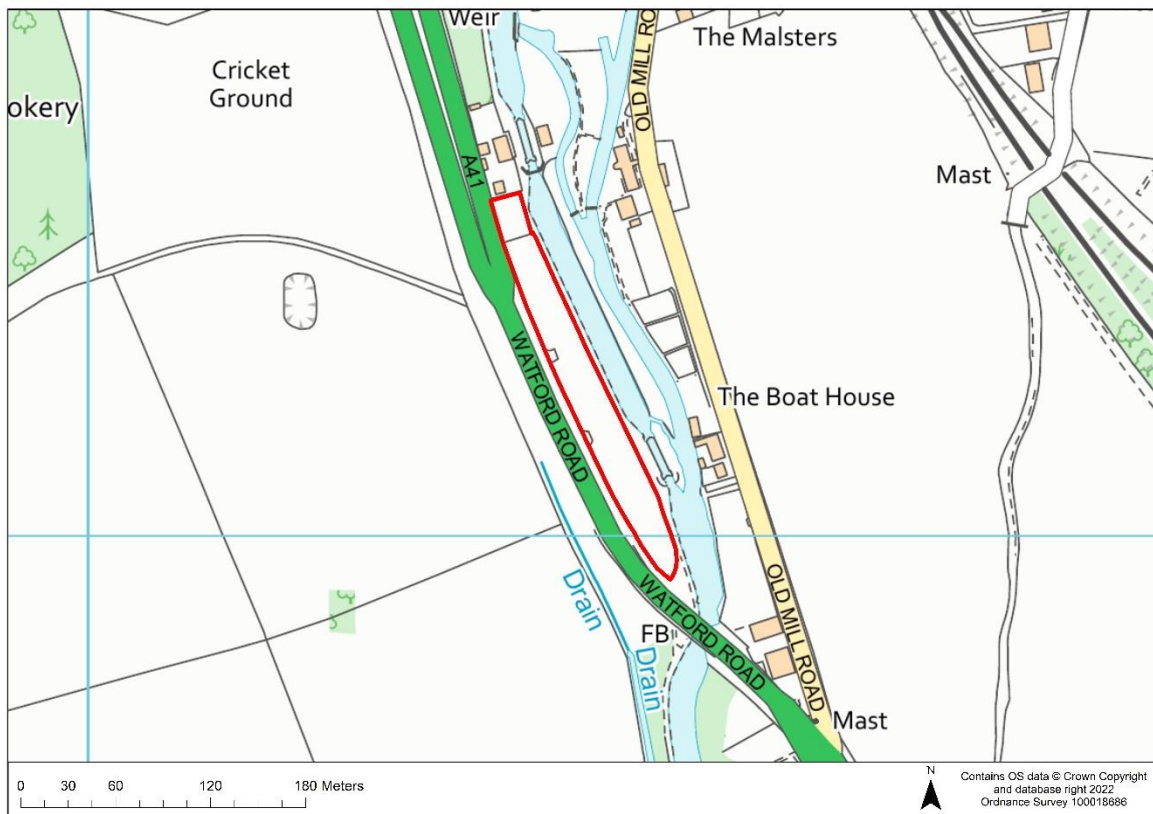 Weir
OLD MILL RO
The Malsters
Cricket
Ground
okery
A41
Mast
WATFORD ROAD
The Boat House
Drain
Drain
FB
WATFORD ROAD
OLD MILL ROAD
Mast
0 30 60 120 180 Meters
N
Contains OS data © Crown Copyright
and database right 2022
Ordnance Survey 100018686